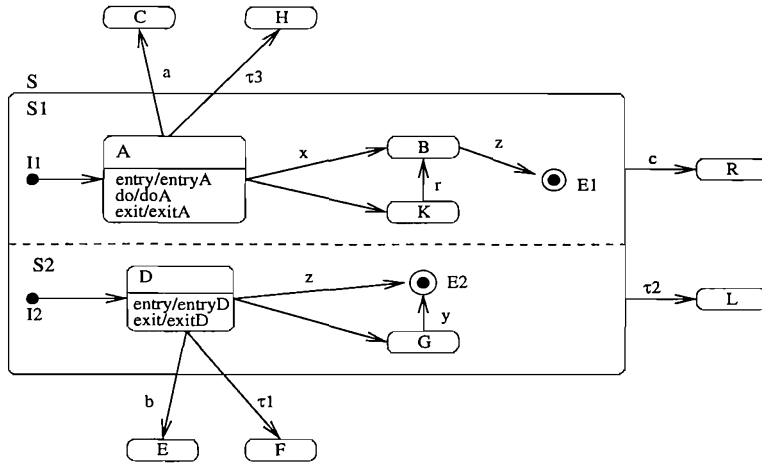 C
H
a
τ3
S
S1
I1
A
entry/entryA
do/doA
exit/exitA
x
B
z
E1
r
K
c
R
S2
I2
D
entry/entryD
exit/exitD
z
E2
y
G
τ2
L
b
τ1
E
F